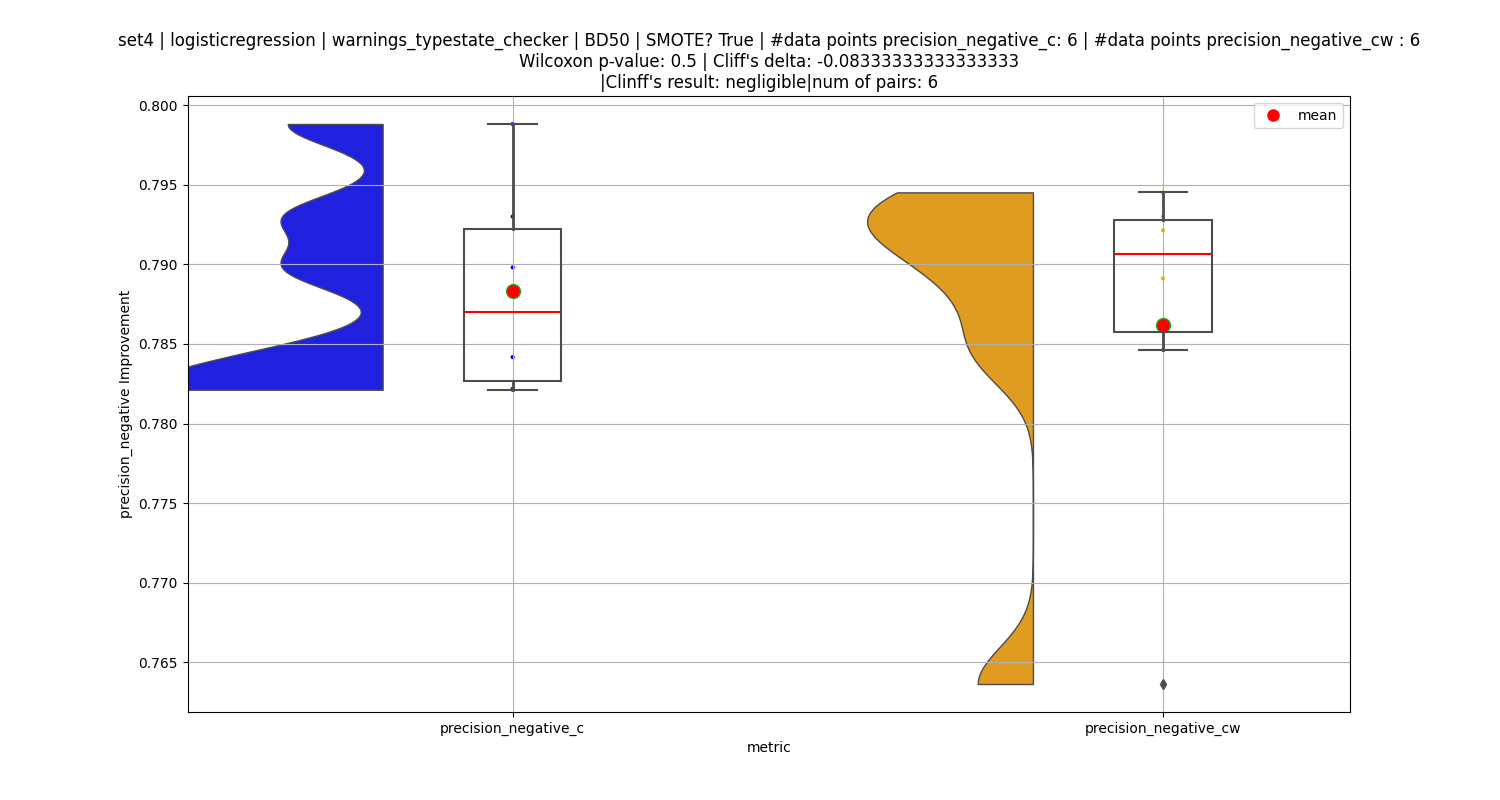 set4 | logisticregression | warnings_typestate_checker | BD50 | SMOTE? True | #data points precision_negative_c: 6 | #data points precision_negative_cw : 6
Wilcoxon p-value: 0.5 | Cliff's delta: -0.08333333333333333
|Clinff's result: negligible|num of pairs: 6
mean
0.800
0.795
0.790
0.785
0.780
0.775
0.770
0.765
precision_negative Improvement
precision_negative_c
precision_negative_cw
metric